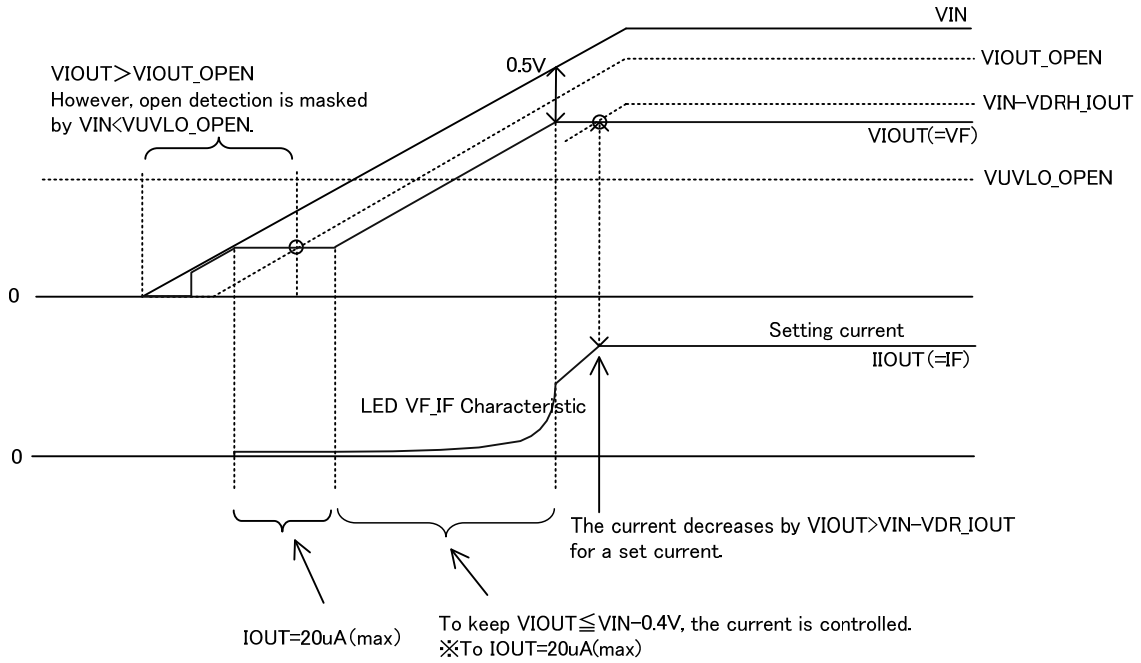 VIN
VIOUT>VIOUT_OPEN
However, open detection is masked
by VIN<VUVLO_OPEN.
0.5V
VIOUT_OPEN
VIN-VDRH_IOUT
VIOUT(=VF)
VUVLO_OPEN
0
Setting current
IIOUT(=IF)
LED VF_IF Characteristic
0
The current decreases by VIOUT>VIN-VDR_IOUT
for a set current.
IOUT=20uA(max)
To keep VIOUT≦VIN-0.4V, the current is controlled.
※To IOUT=20uA(max)